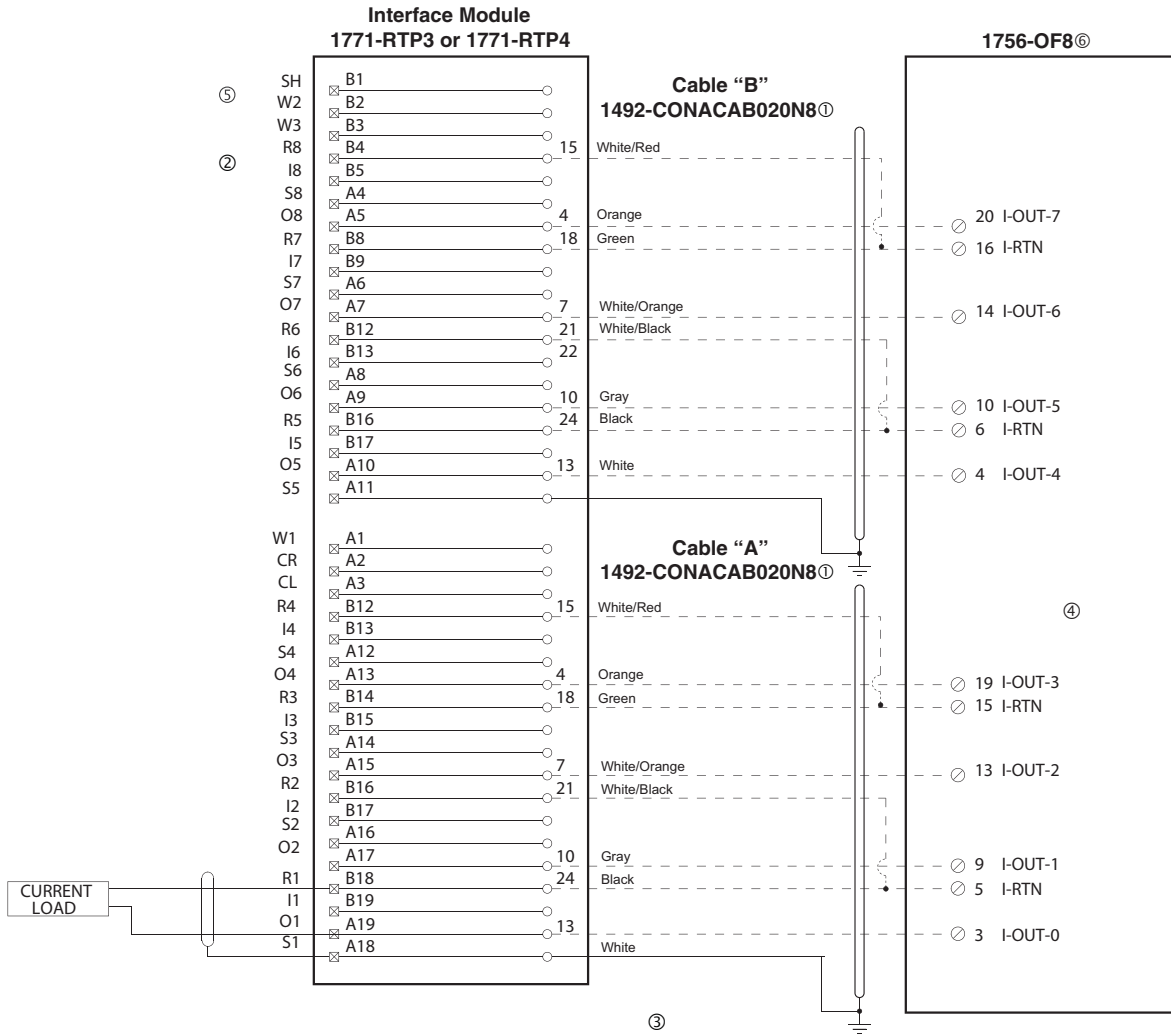 Interface Module
1771-RTP3 or 1771-RTP4
1756-OF8⑥
Cable “B”
1492-CONACAB020N8①
⑤
②
SH B1
W2 B2
W3 B3
R8 B4 15 White/Red
I8 B5
S8 A4
O8 A5 4 Orange 20 I-OUT-7
R7 B8 18 Green 16 I-RTN
I7 B9
S7 A6
O7 A7 7 White/Orange 14 I-OUT-6
R6 B12 21 White/Black
I6 B13 22
S6 A8
O6 A9 10 Gray 10 I-OUT-5
R5 B16 24 Black 6 I-RTN
I5 B17
O5 A10 13 White 4 I-OUT-4
S5 A11
Cable “A”
1492-CONACAB020N8①
④
W1 A1
CR A2
CL A3
R4 B12 15 White/Red
I4 B13
S4 A12
O4 A13 4 Orange 19 I-OUT-3
R3 B14 18 Green 15 I-RTN
I3 B15
S3 A14
O3 A15 7 White/Orange 13 I-OUT-2
R2 B16 21 White/Black
I2 B17
S2 A16
O2 A17 10 Gray 9 I-OUT-1
R1 B18 24 Black 5 I-RTN
I1 B19
O1 A19 13 3 I-OUT-0
S1 A18 White
CURRENT
LOAD
③